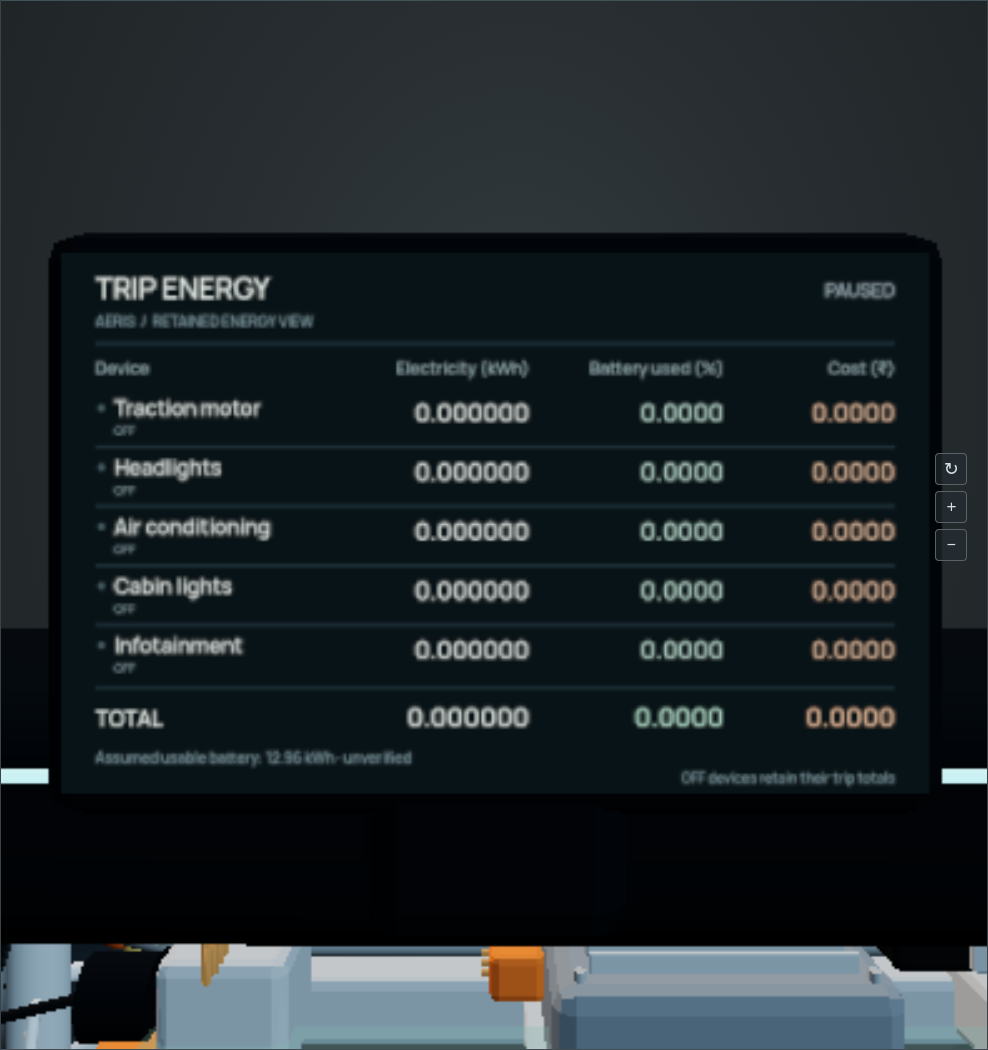 TRIP ENERGY
PAUSED
AERIS / RETAINED ENERGY VIEW
Device Electricity (kWh) Battery used (%) Cost (₹)
Traction motor 0.000000 0.0000 0.0000
OFF
Headlights 0.000000 0.0000 0.0000
OFF
Air conditioning 0.000000 0.0000 0.0000
OFF
Cabin lights 0.000000 0.0000 0.0000
OFF
Infotainment 0.000000 0.0000 0.0000
OFF
TOTAL 0.000000 0.0000 0.0000
Assumed usable battery: 12.96 kWh · unverified
OFF devices retain their trip totals
↻
+
−